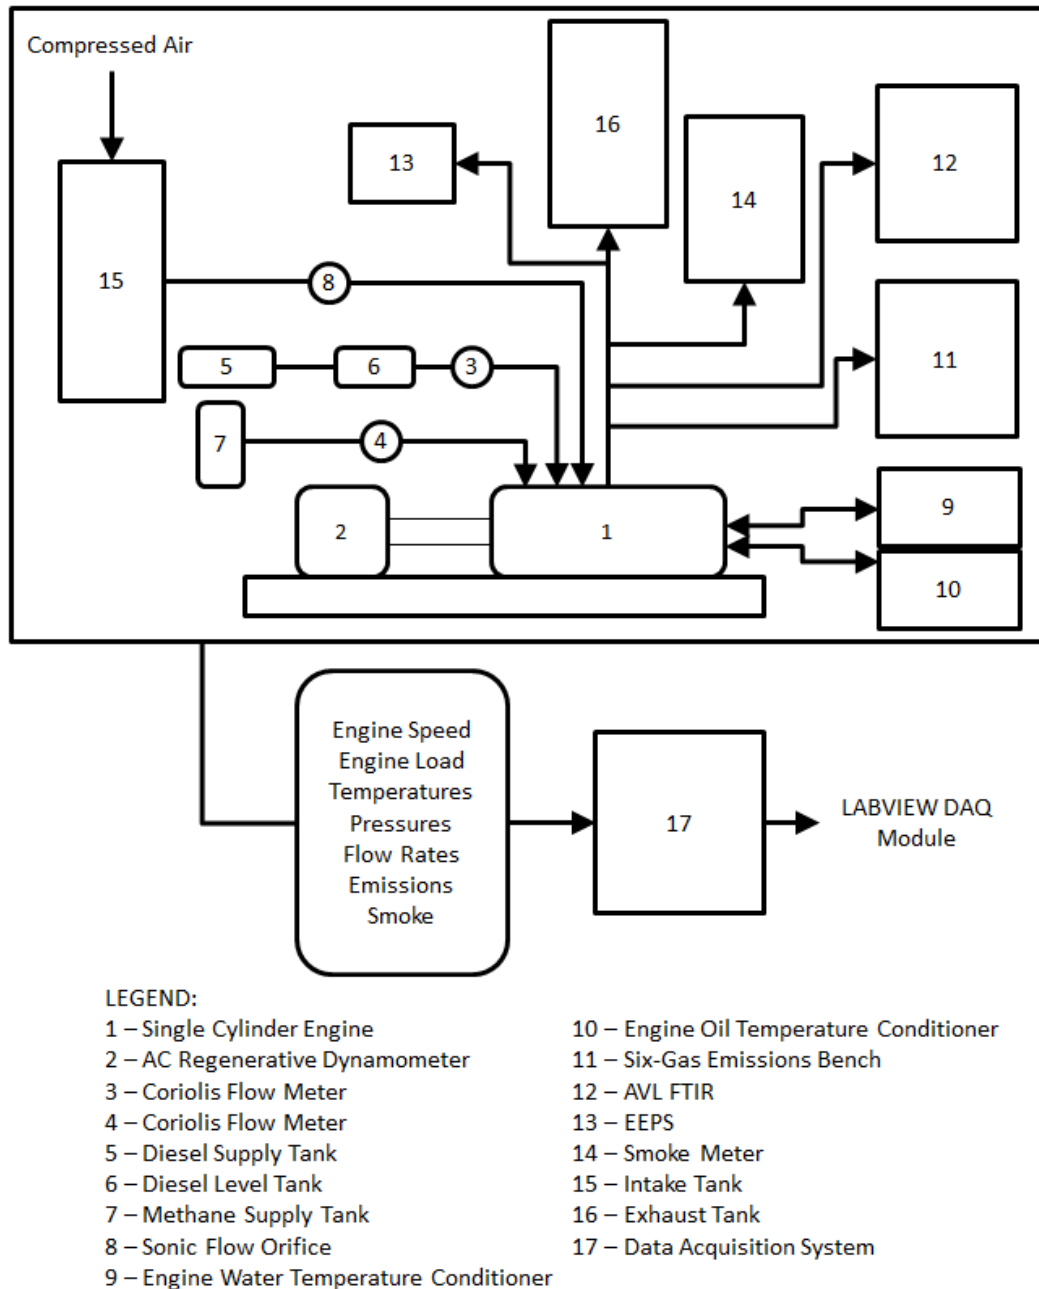 Compressed Air
16
13
12
14
15
8
11
5
6
3
7
4
2
1
9
10
Engine Speed
Engine Load
Temperatures
Pressures
Flow Rates
Emissions
Smoke
17
LABVIEW DAQ
Module
LEGEND:
1 – Single Cylinder Engine
2 – AC Regenerative Dynamometer
3 – Coriolis Flow Meter
4 – Coriolis Flow Meter
5 – Diesel Supply Tank
6 – Diesel Level Tank
7 – Methane Supply Tank
8 – Sonic Flow Orifice
9 – Engine Water Temperature Conditioner
10 – Engine Oil Temperature Conditioner
11 – Six-Gas Emissions Bench
12 – AVL FTIR
13 – EEPS
14 – Smoke Meter
15 – Intake Tank
16 – Exhaust Tank
17 – Data Acquisition System